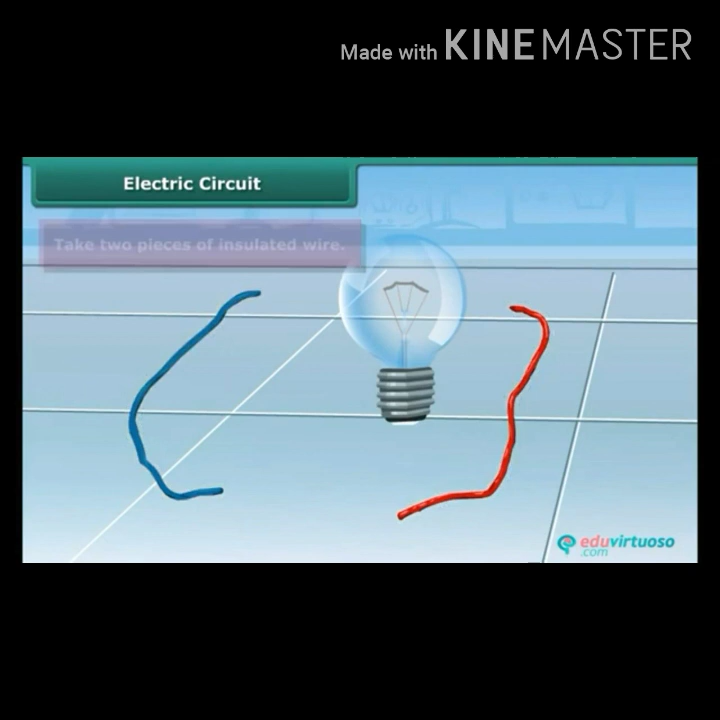 Made with KINEMASTER
Electric Circuit
Take two pieces of insulated wire.
eduvirtuoso
.com